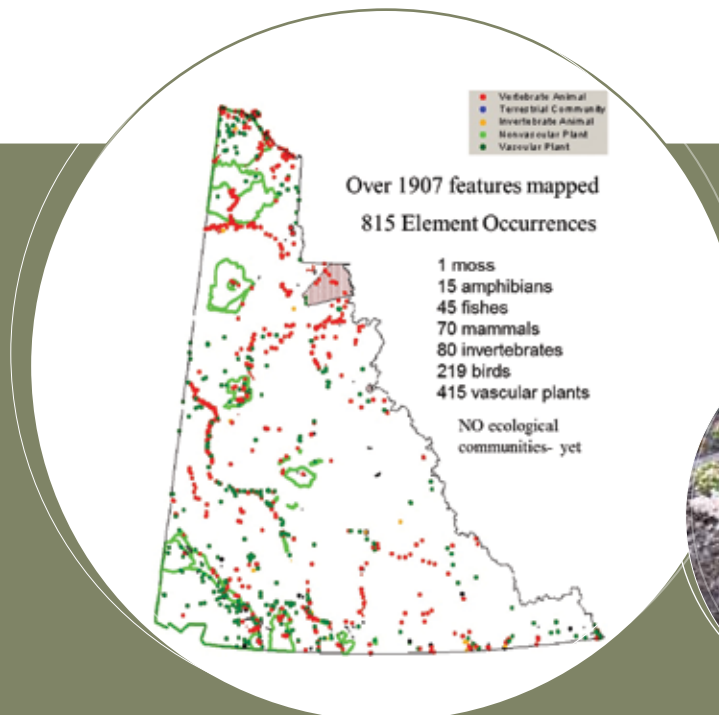 Vertebrate Animal
Terrestrial Community
Invertebrate Animal
Nonvascular Plant
Vascular Plant
Over 1907 features mapped
815 Element Occurrences
1 moss
15 amphibians
45 fishes
70 mammals
80 invertebrates
219 birds
415 vascular plants
NO ecological
communities- yet